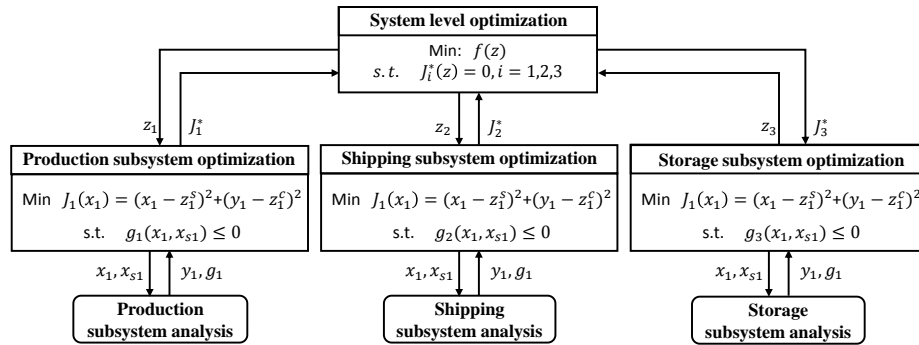 System level optimization
Min: f(z)
s.t. J_i^*(z) = 0, i = 1,2,3
z_1
J_1^*
z_2
J_2^*
z_3
J_3^*
Production subsystem optimization
Min J_1(x_1) = (x_1 − z_1^s)^2+(y_1 − z_1^c)^2
s.t. g_1(x_1, x_{s1}) ≤ 0
Shipping subsystem optimization
Min J_1(x_1) = (x_1 − z_1^s)^2+(y_1 − z_1^c)^2
s.t. g_2(x_1, x_{s1}) ≤ 0
Storage subsystem optimization
Min J_1(x_1) = (x_1 − z_1^s)^2+(y_1 − z_1^c)^2
s.t. g_3(x_1, x_{s1}) ≤ 0
x_1, x_{s1}
y_1, g_1
x_1, x_{s1}
y_1, g_1
x_1, x_{s1}
y_1, g_1
Production
subsystem analysis
Shipping
subsystem analysis
Storage
subsystem analysis